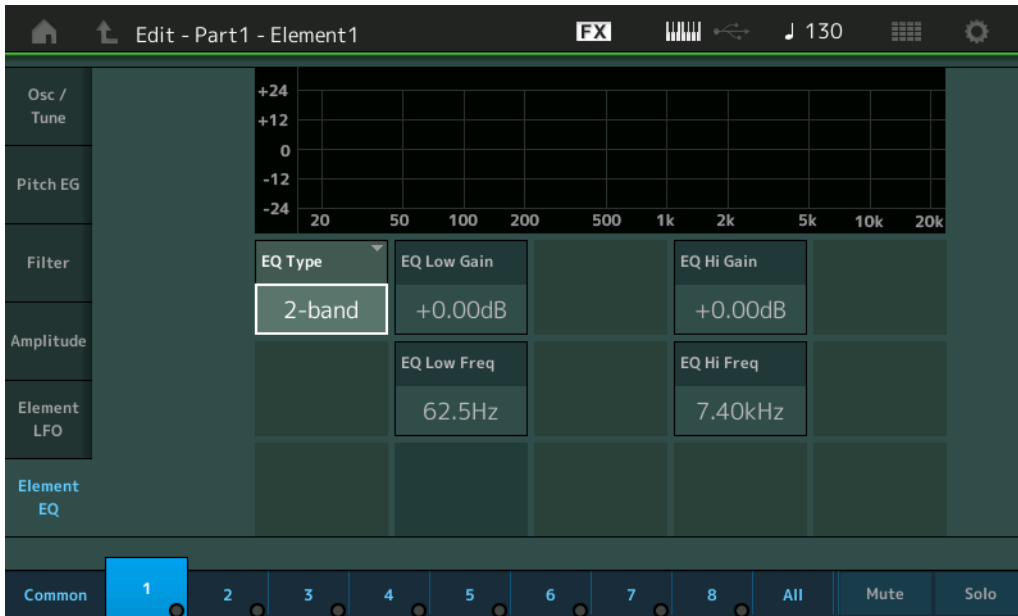 Edit - Part1 - Element1 FX ♩ 130
Osc /
Tune
Pitch EG
Filter
Amplitude
Element
LFO
Element
EQ
+24
+12
0
-12
-24
20 50 100 200 500 1k 2k 5k 10k 20k
EQ Type EQ Low Gain EQ Hi Gain
2-band +0.00dB +0.00dB
EQ Low Freq EQ Hi Freq
62.5Hz 7.40kHz
Common 1 2 3 4 5 6 7 8 All Mute Solo